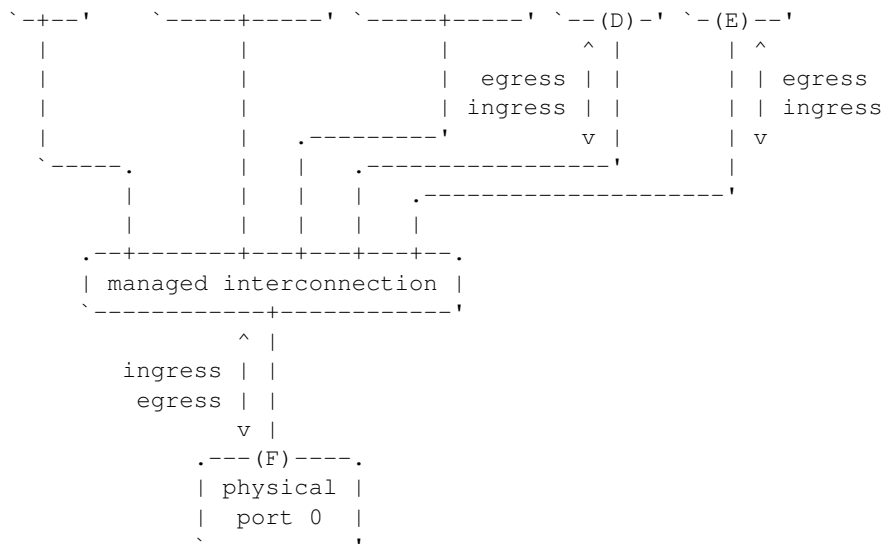 `-+--'    `-----+-----' `-----+-----' `--(D)-' `-(E)--'
  |             |             |         ^ |       | ^
  |             |             |  egress | |       | | egress
  |             |             | ingress | |       | | ingress
  |             |   .---------'         v |       | v
  `-----.       |   |   .-----------------'       |
        |       |   |   |   .---------------------'
        |       |   |   |   |
     .--+-------+---+---+---+--.
     | managed interconnection |
     `------------+------------'
                ^ |
        ingress | |
         egress | |
                v |
             .---(F)----.
             | physical |
             |  port 0  |
             `----------'